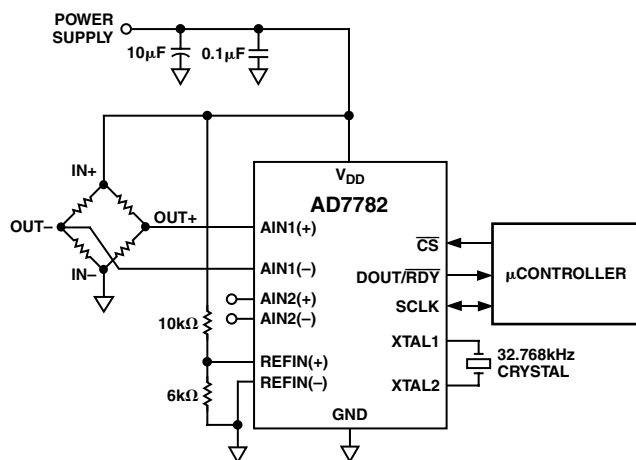 POWER
SUPPLY
10µF
0.1µF
IN+
OUT–
OUT+
IN–
VDD
AD7782
AIN1(+)
AIN1(–)
AIN2(+)
AIN2(–)
REFIN(+)
REFIN(–)
GND
10kΩ
6kΩ
CS
DOUT/RDY
SCLK
XTAL1
XTAL2
µCONTROLLER
32.768kHz
CRYSTAL